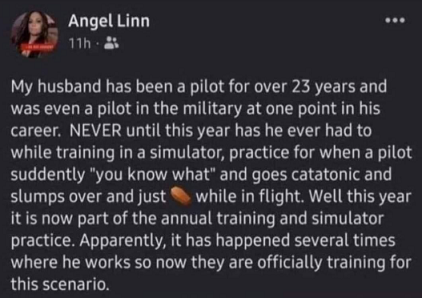 Angel Linn
11h
My husband has been a pilot for over 23 years and
was even a pilot in the military at one point in his
career. NEVER until this year has he ever had to
while training in a simulator, practice for when a pilot
suddently "you know what" and goes catatonic and
slumps over and just ⚰️ while in flight. Well this year
it is now part of the annual training and simulator
practice. Apparently, it has happened several times
where he works so now they are officially training for
this scenario.